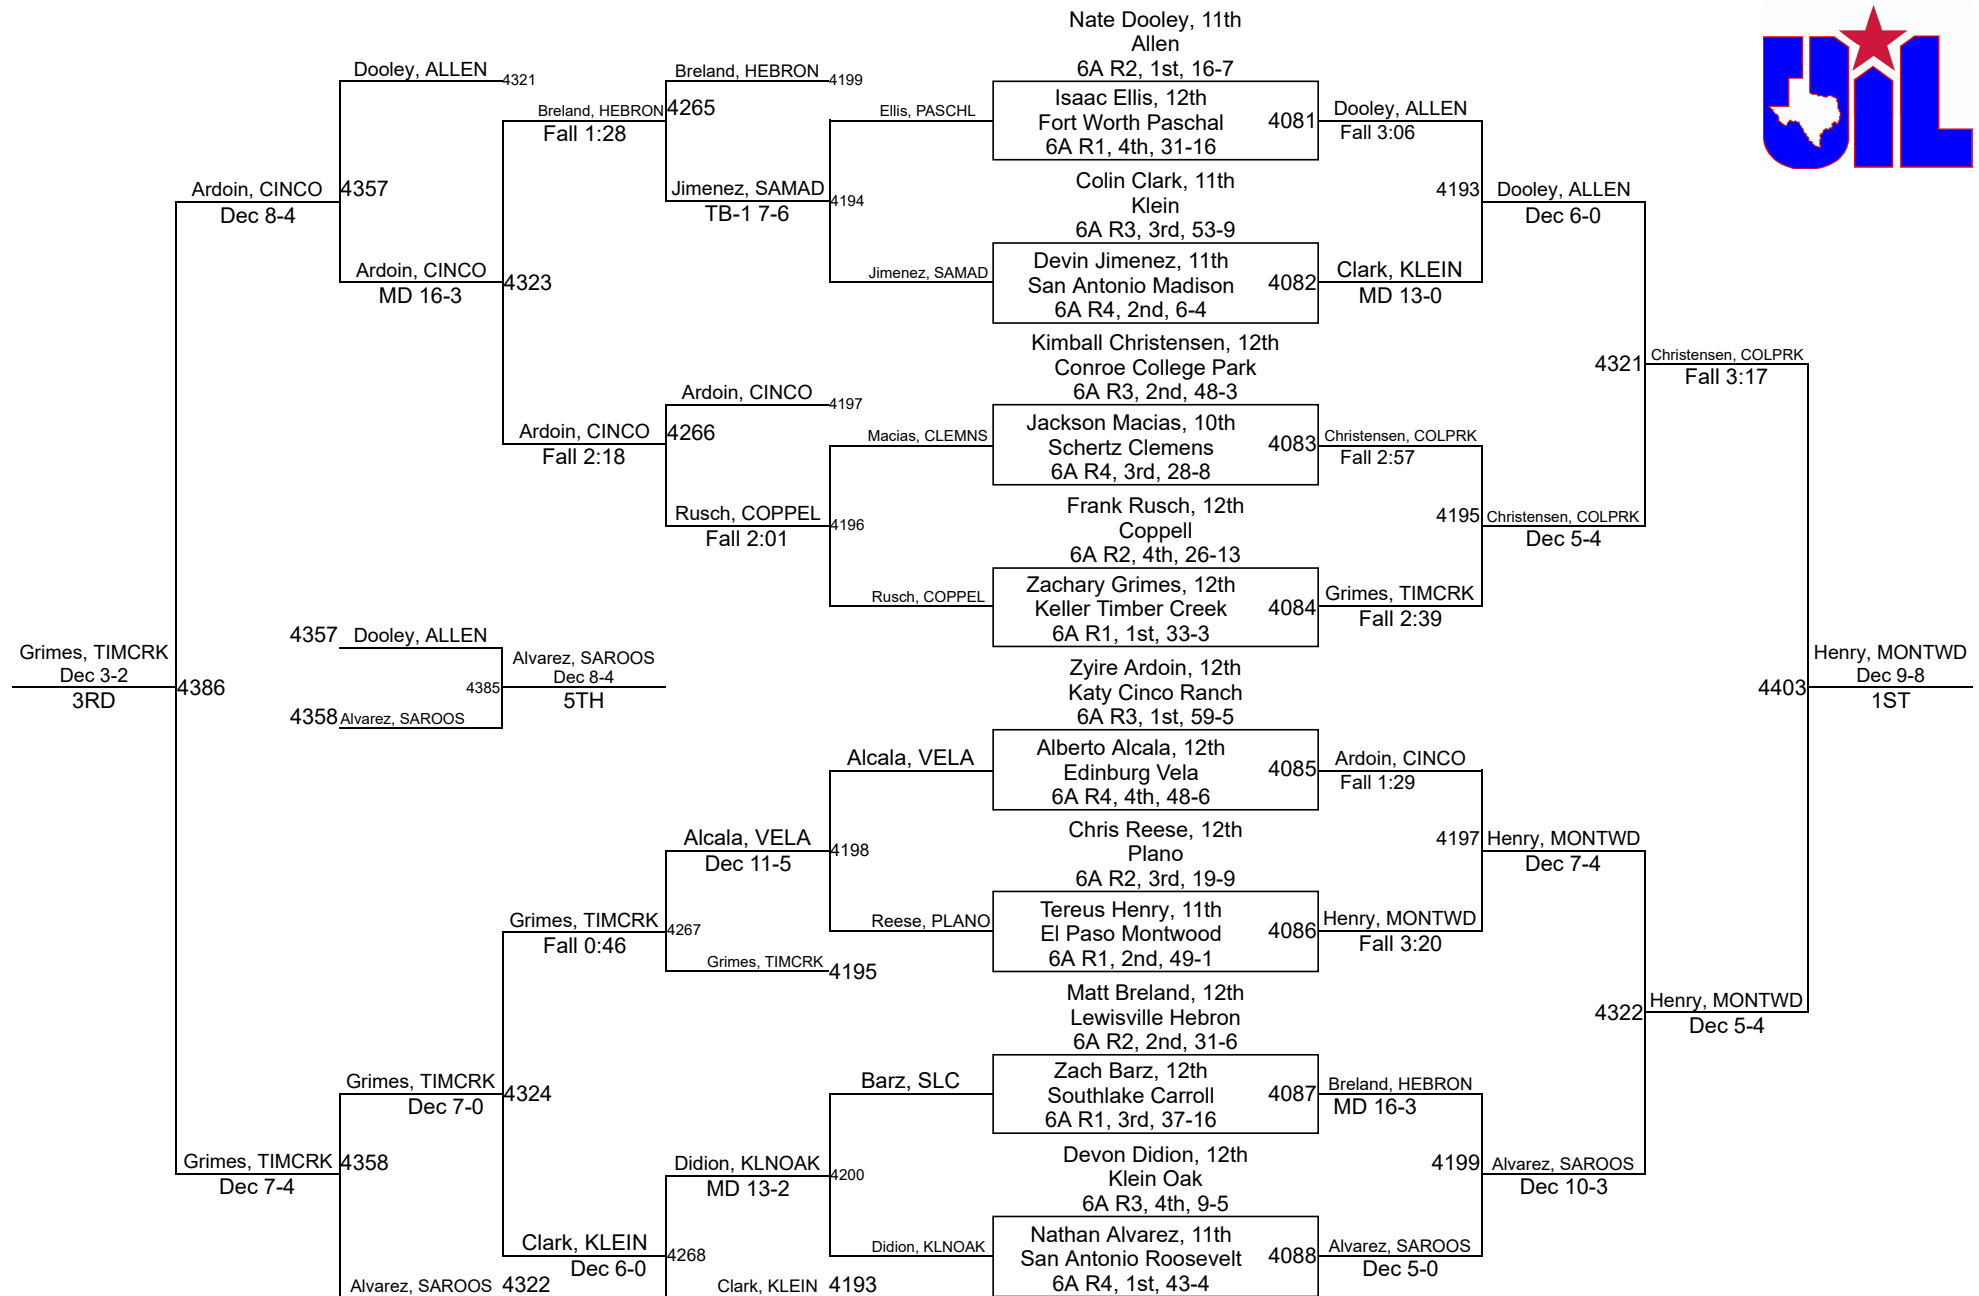 Nate Dooley, 11th
Allen
6A R2, 1st, 16-7
Isaac Ellis, 12th
Fort Worth Paschal
6A R1, 4th, 31-16
4081
Colin Clark, 11th
Klein
6A R3, 3rd, 53-9
Devin Jimenez, 11th
San Antonio Madison
6A R4, 2nd, 6-4
4082
Kimball Christensen, 12th
Conroe College Park
6A R3, 2nd, 48-3
Jackson Macias, 10th
Schertz Clemens
6A R4, 3rd, 28-8
4083
Frank Rusch, 12th
Coppell
6A R2, 4th, 26-13
Zachary Grimes, 12th
Keller Timber Creek
6A R1, 1st, 33-3
4084
Zyire Ardoin, 12th
Katy Cinco Ranch
6A R3, 1st, 59-5
Alberto Alcala, 12th
Edinburg Vela
6A R4, 4th, 48-6
4085
Chris Reese, 12th
Plano
6A R2, 3rd, 19-9
Tereus Henry, 11th
El Paso Montwood
6A R1, 2nd, 49-1
4086
Matt Breland, 12th
Lewisville Hebron
6A R2, 2nd, 31-6
Zach Barz, 12th
Southlake Carroll
6A R1, 3rd, 37-16
4087
Devon Didion, 12th
Klein Oak
6A R3, 4th, 9-5
Nathan Alvarez, 11th
San Antonio Roosevelt
6A R4, 1st, 43-4
4088
Dooley, ALLEN
Fall 3:06
4193
Clark, KLEIN
MD 13-0
Christensen, COLPRK
Fall 2:57
4195
Grimes, TIMCRK
Fall 2:39
Ardoin, CINCO
Fall 1:29
4197
Henry, MONTWD
Fall 3:20
Breland, HEBRON
MD 16-3
4199
Alvarez, SAROOS
Dec 5-0
Dooley, ALLEN
Dec 6-0
4321
Christensen, COLPRK
Dec 5-4
Henry, MONTWD
Dec 7-4
4322
Alvarez, SAROOS
Dec 10-3
Christensen, COLPRK
Fall 3:17
4403
Henry, MONTWD
Dec 5-4
Henry, MONTWD
Dec 9-8
1ST
UIL
Ellis, PASCHL
4194
Jimenez, SAMAD
Macias, CLEMNS
4196
Rusch, COPPEL
Alcala, VELA
4198
Reese, PLANO
Barz, SLC
4200
Didion, KLNOAK
Breland, HEBRON 4199
4265
Jimenez, SAMAD
TB-1 7-6
Ardoin, CINCO 4197
4266
Rusch, COPPEL
Fall 2:01
Alcala, VELA
Dec 11-5
4267
Grimes, TIMCRK 4195
Didion, KLNOAK
MD 13-2
4268
Clark, KLEIN 4193
Breland, HEBRON
Fall 1:28
4323
Ardoin, CINCO
Fall 2:18
Grimes, TIMCRK
Fall 0:46
4324
Clark, KLEIN
Dec 6-0
Dooley, ALLEN 4321
4357
Ardoin, CINCO
MD 16-3
4357 Dooley, ALLEN
4385
4358 Alvarez, SAROOS
Alvarez, SAROOS
Dec 8-4
5TH
Grimes, TIMCRK
Dec 7-0
4358
Alvarez, SAROOS 4322
Ardoin, CINCO
Dec 8-4
4386
Grimes, TIMCRK
Dec 7-4
Grimes, TIMCRK
Dec 3-2
3RD